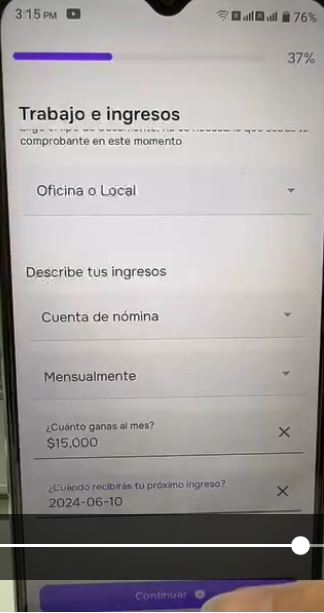 3:15 PM
76%
37%
Trabajo e ingresos
comprobante en este momento
Oficina o Local
Describe tus ingresos
Cuenta de nómina
Mensualmente
¿Cuánto ganas al mes?
$15,000
¿Cuándo recibirás tu próximo ingreso?
2024-06-10
Continuar